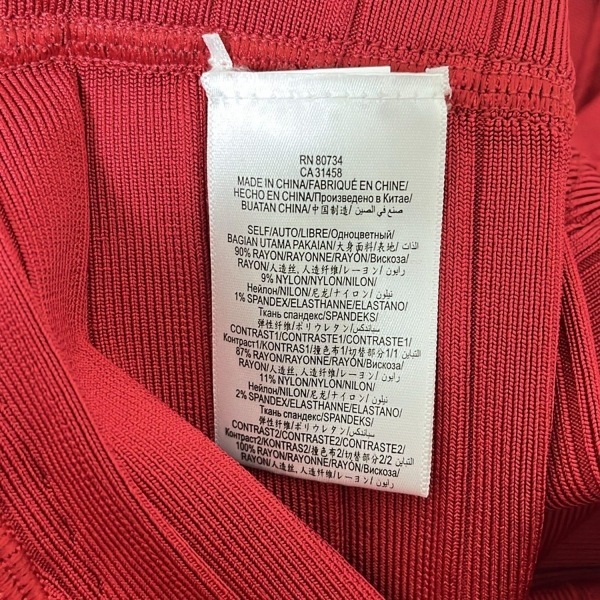 RN 80734
CA 31458
MADE IN CHINA/FABRIQUÉ EN CHINE/
HECHO EN CHINA/Произведено в Китае/
BUATAN CHINA/中国制造/ صنع في الصين/
SELF/AUTO/LIBRE/Одноцветный/
BAGIAN UTAMA PAKAIAN/大身面料/表地/ الذات/
90% RAYON/RAYONNE/RAYÓN/Вискоза/
RAYON/人造丝, 人造纤维/レーヨン/ رايون/
9% NYLON/NYLON/NILON/
Нейлон/NILON/尼龙/ナイロン/ نيلون/
1% SPANDEX/ELASTHANNE/ELASTANO/
Ткань спандекс/SPANDEKS/
弹性纤维/ポリウレタン/ سباندكس/
CONTRAST1/CONTRASTE1/CONTRASTE1/
Контраст1/KONTRAS1/撞色布1/切替部分1/ التباين 1/
87% RAYON/RAYONNE/RAYÓN/Вискоза/
RAYON/人造丝, 人造纤维/レーヨン/ رايون/
11% NYLON/NYLON/NILON/
Нейлон/NILON/尼龙/ナイロン/ نيلون/
2% SPANDEX/ELASTHANNE/ELASTANO/
Ткань спандекс/SPANDEKS/
弹性纤维/ポリウレタン/ سباندكس/
CONTRAST2/CONTRASTE2/CONTRASTE2/
Контраст2/KONTRAS2/撞色布2/切替部分2/ التباين 2/
100% RAYON/RAYONNE/RAYÓN/Вискоза/
RAYON/人造丝, 人造纤维/レーヨン/ رايون/